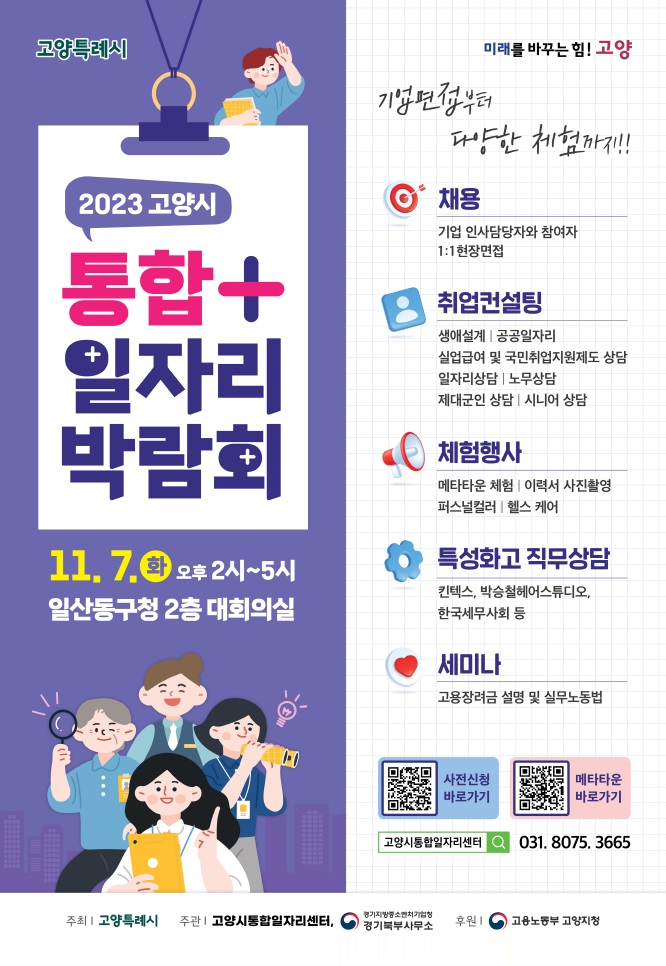 고양특례시
2023 고양시
통합+
일자리
박람회
11. 7. 화 오후 2시~5시
일산동구청 2층 대회의실
미래를 바꾸는 힘! 고양
기업면접부터
다양한 체험까지!!
채용
기업 인사담당자와 참여자
1:1현장면접
취업컨설팅
생애설계 | 공공일자리
실업급여 및 국민취업지원제도 상담
일자리상담 | 노무상담
제대군인 상담 | 시니어 상담
체험행사
메타타운 체험 | 이력서 사진촬영
퍼스널컬러 | 헬스 케어
특성화고 직무상담
킨텍스, 박승철헤어스튜디오,
한국세무사회 등
세미나
고용장려금 설명 및 실무노동법
사전신청
바로가기
메타타운
바로가기
고양시통합일자리센터
031. 8075. 3665
주최 | 고양특례시
주관 | 고양시통합일자리센터,
경기지방중소벤처기업청
경기북부사무소
후원 | 고용노동부 고양지청